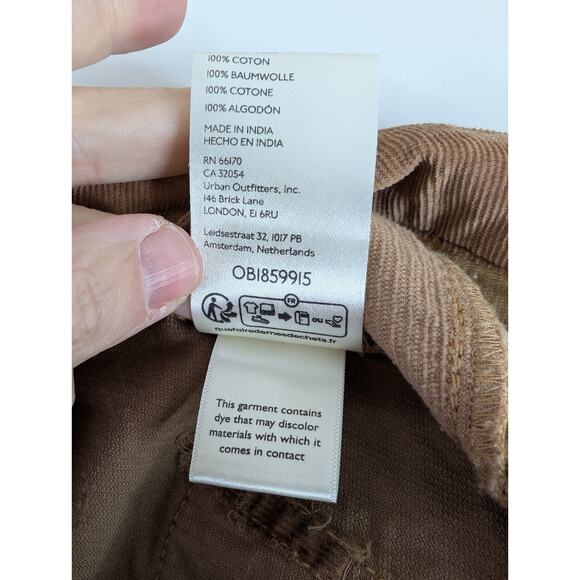 100% COTON
100% BAUMWOLLE
100% COTONE
100% ALGODÓN
MADE IN INDIA
HECHO EN INDIA
RN 66170
CA 32054
Urban Outfitters, Inc.
146 Brick Lane
LONDON, E1 6RU
Leidsestraat 32, 1017 PB
Amsterdam, Netherlands
OB1859915
FR
OU
quefairedemesdechets.fr
This garment contains
dye that may discolor
materials with which it
comes in contact